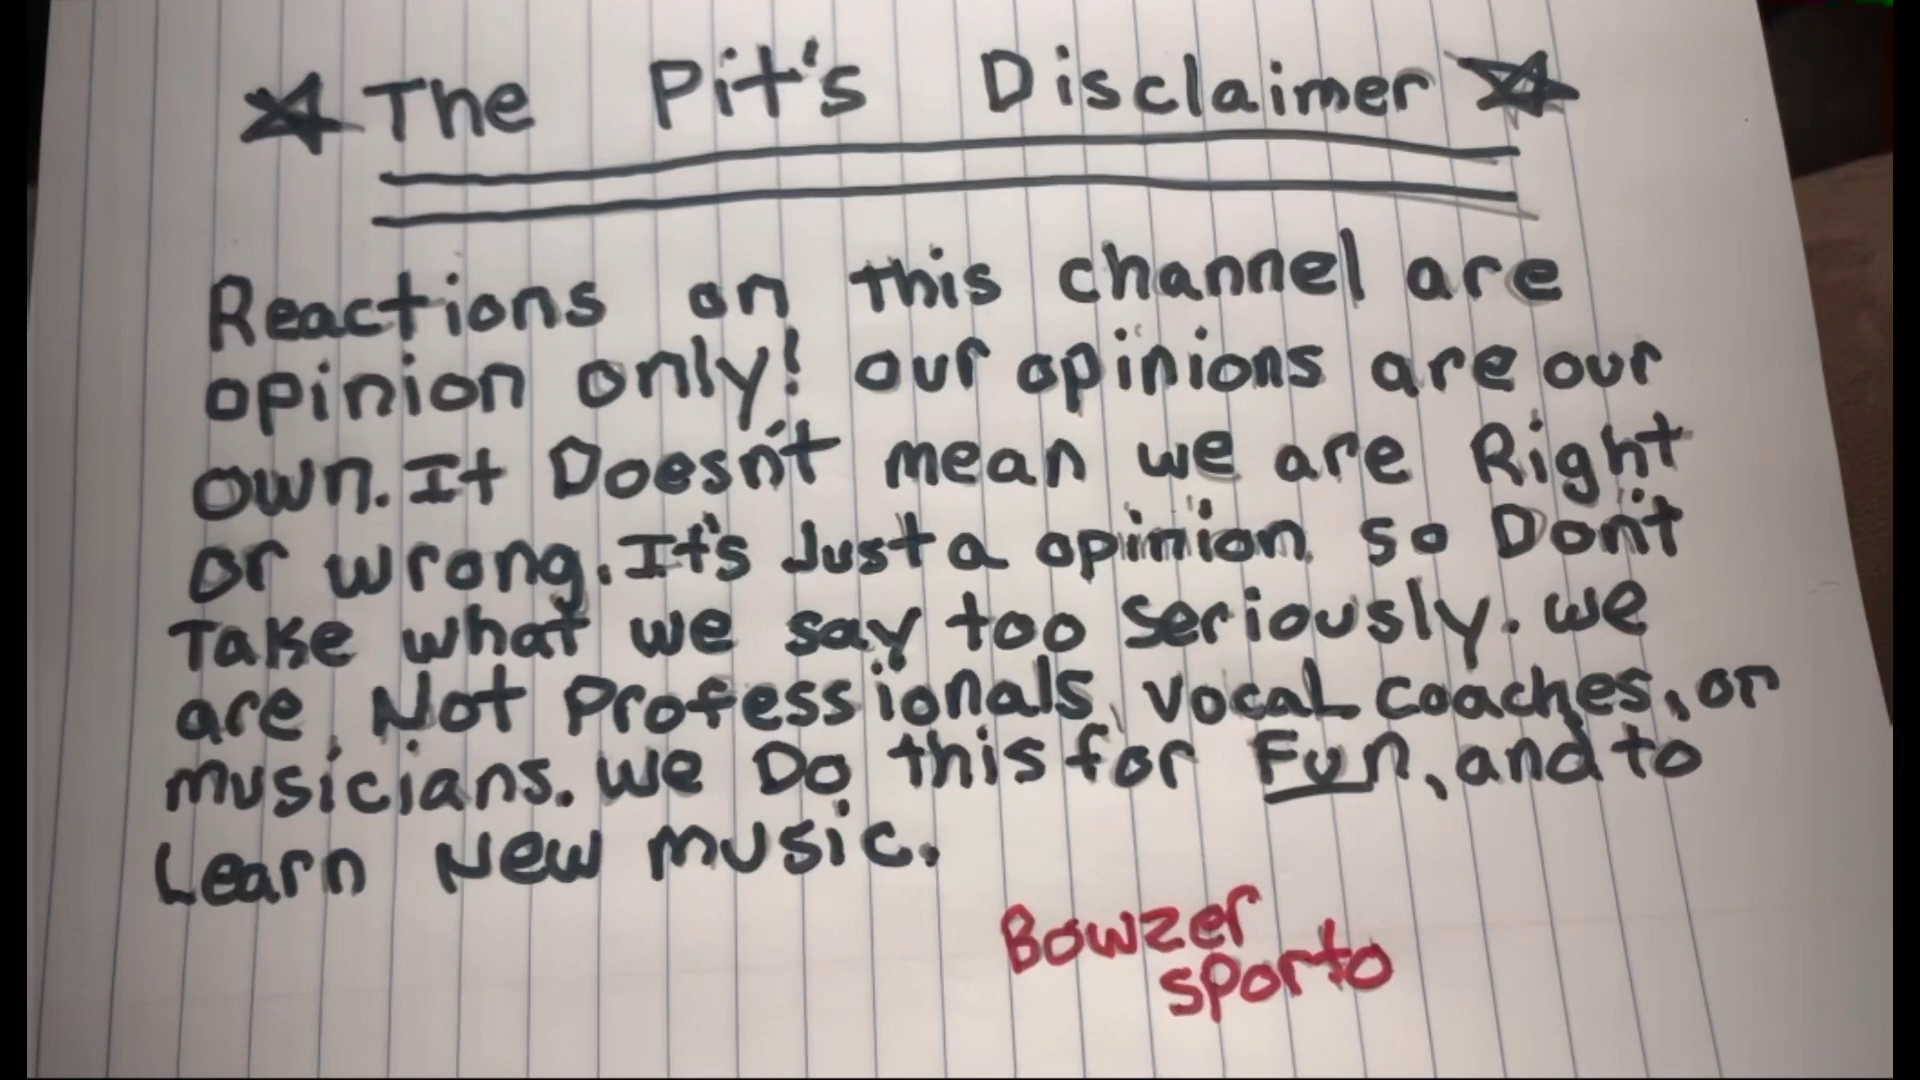 The Pit's Disclaimer
Reactions on this channel are
opinion only! our opinions are our
own. It Doesn't mean we are Right
or wrong. It's Just a opinion so Don't
Take what we say too seriously. we
are Not Professionals, vocal coaches, or
musicians. we Do this for Fun, and to
Learn New music.
Bowzer
sporto